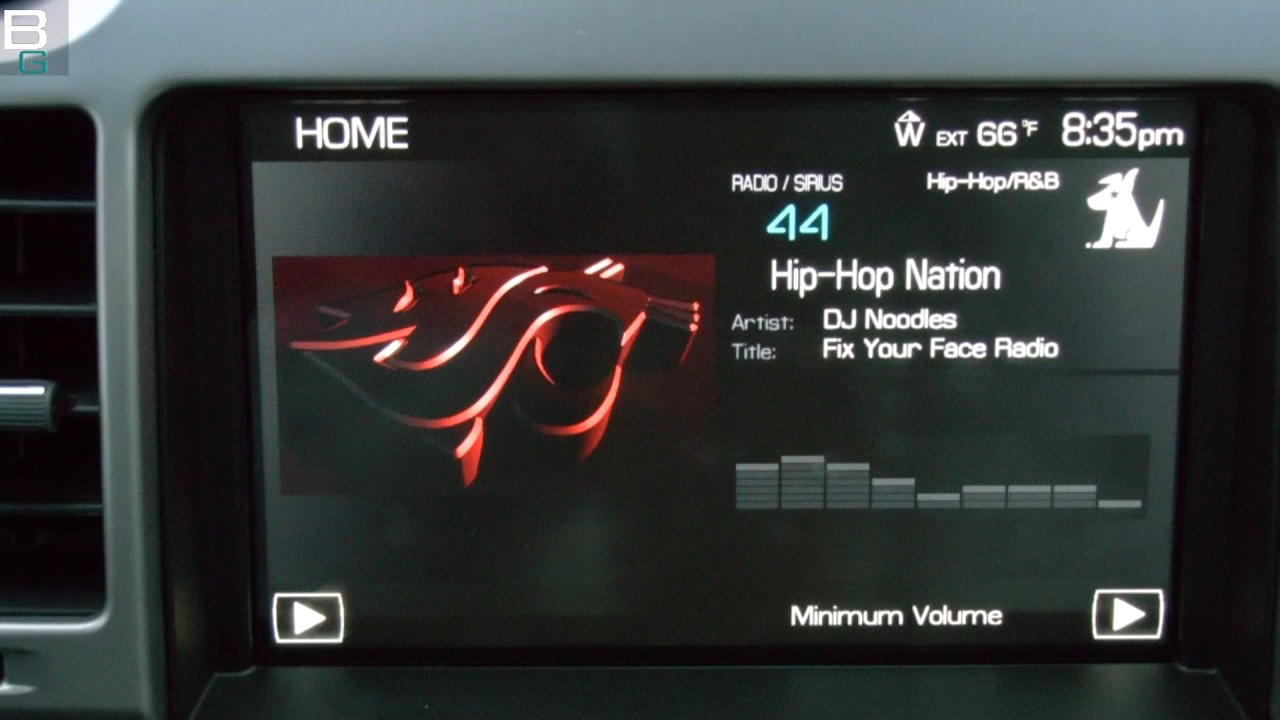 B
G
HOME
W EXT 66°F 8:35pm
RADIO / SIRIUS
Hip-Hop/R&B
44
Hip-Hop Nation
Artist: DJ Noodles
Title: Fix Your Face Radio
Minimum Volume